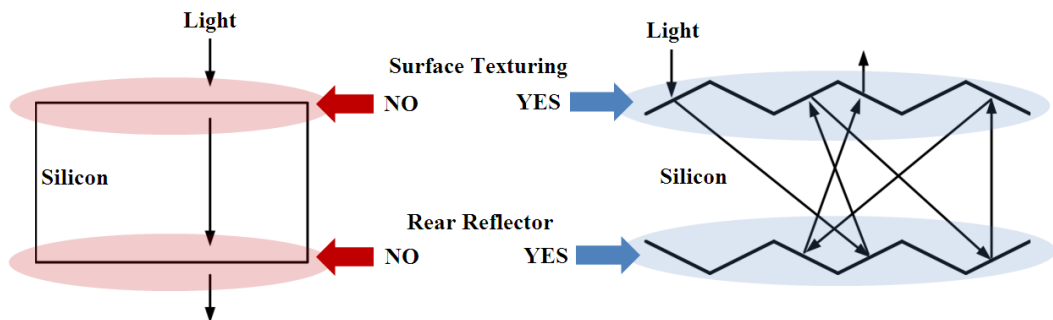 Light
Surface Texturing
Light
NO
YES
Silicon
Silicon
Rear Reflector
NO
YES